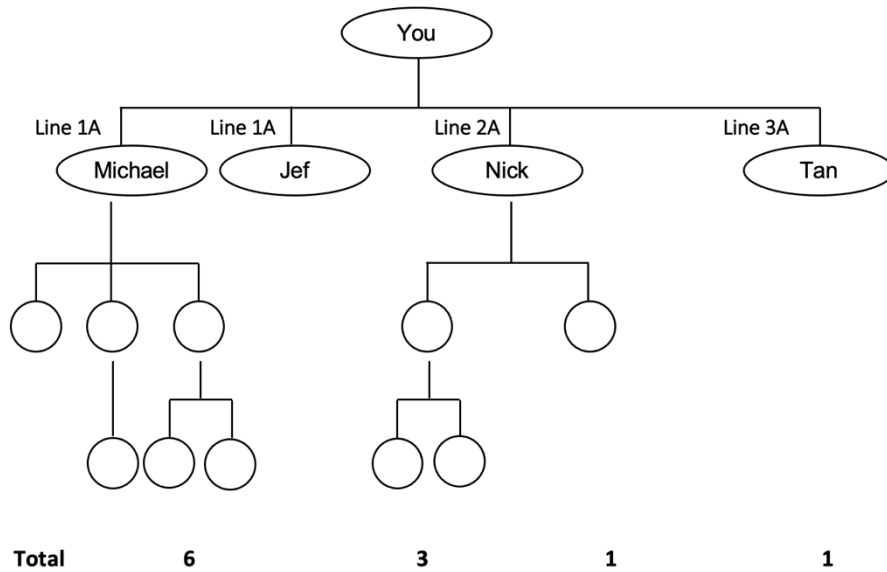 You
Line 1A Line 1A Line 2A Line 3A
Michael Jef Nick Tan
Total 6 3 1 1